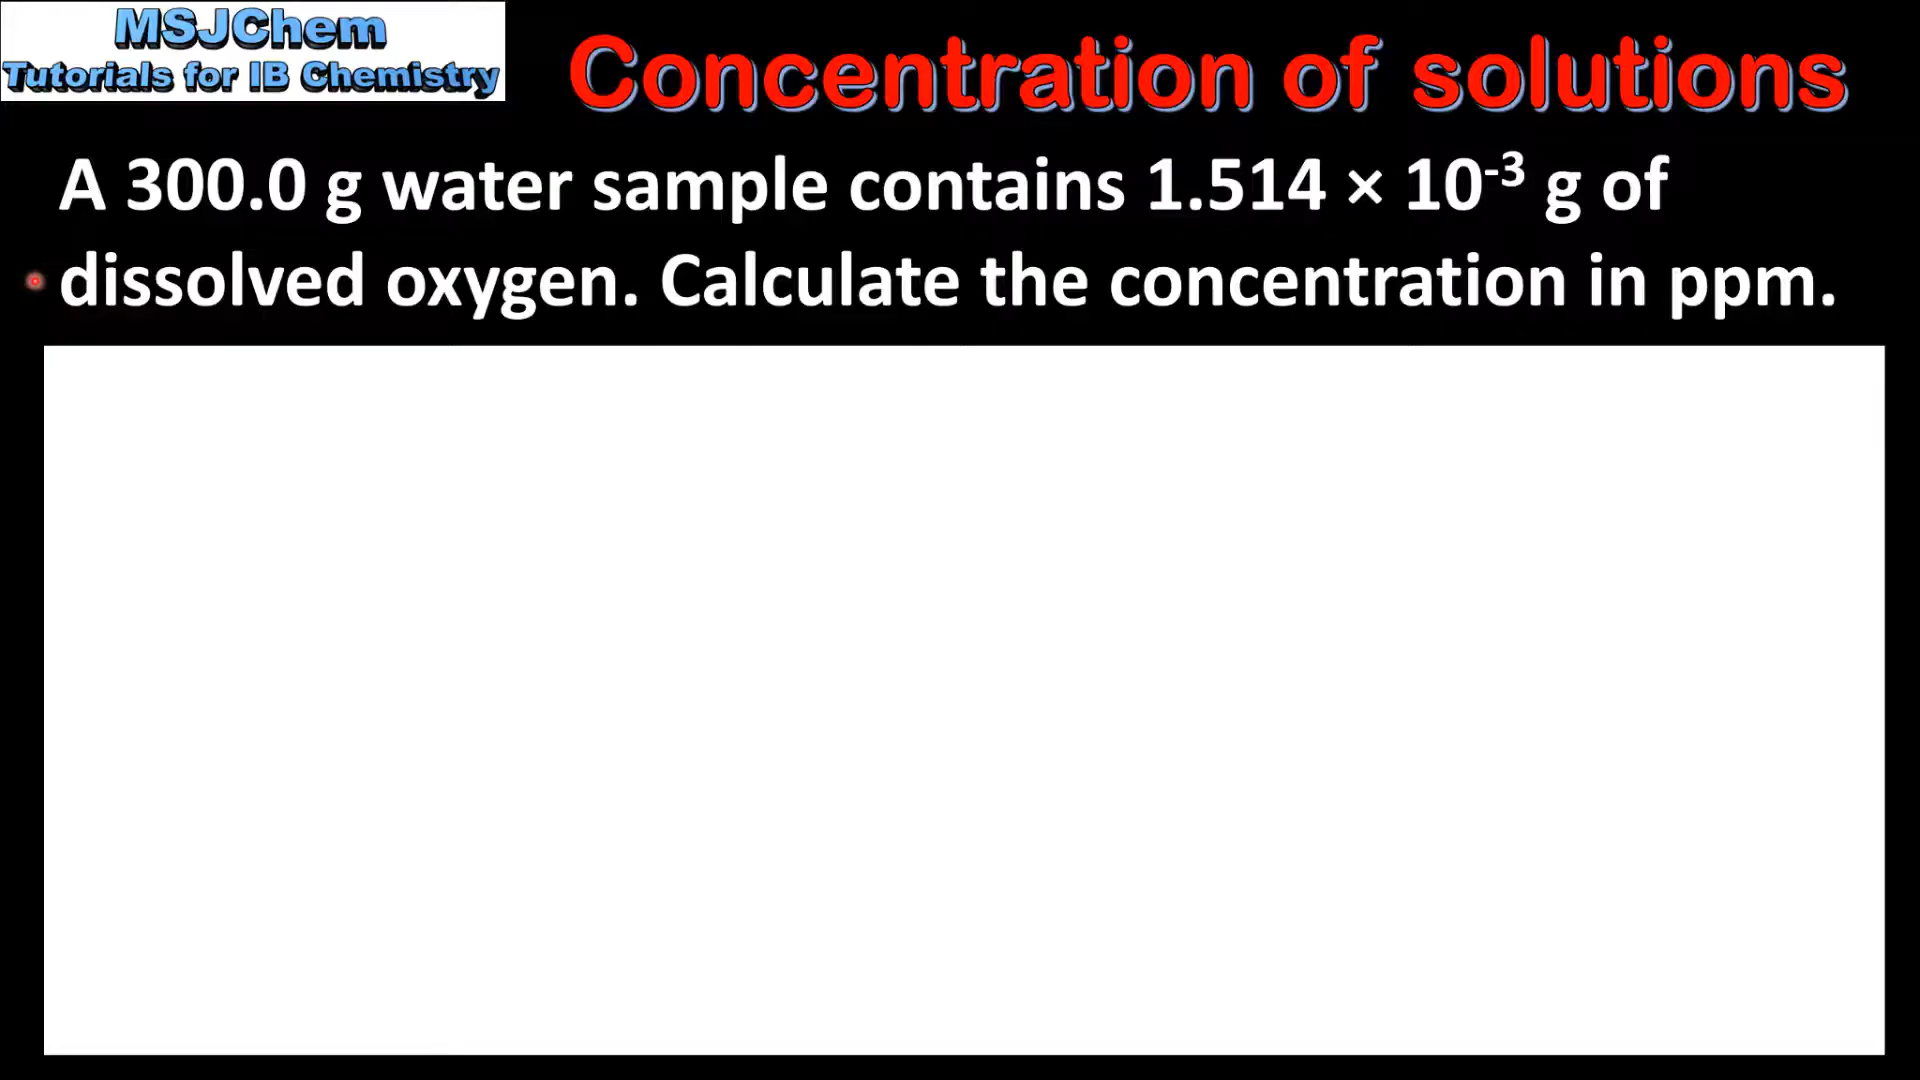 MSJChem
Tutorials for IB Chemistry
Concentration of solutions
A 300.0 g water sample contains 1.514 × 10⁻³ g of
dissolved oxygen. Calculate the concentration in ppm.